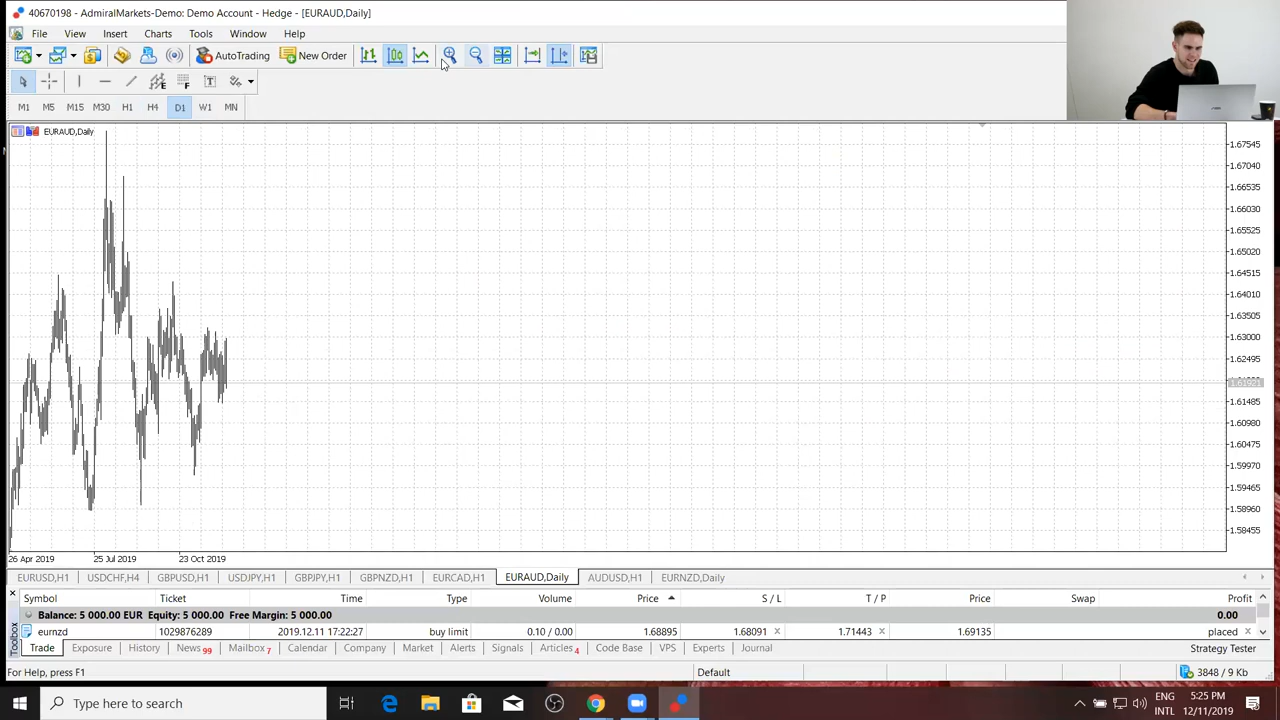 40670198 - AdmiralMarkets-Demo: Demo Account - Hedge - [EURAUD,Daily]
File View Insert Charts Tools Window Help
AutoTrading New Order
E F T
M1 M5 M15 M30 H1 H4 D1 W1 MN
EURAUD,Daily
1.67545
1.67040
1.66535
1.66030
1.65525
1.65020
1.64515
1.64010
1.63505
1.63000
1.62495
1.61921
1.61485
1.60980
1.60475
1.59970
1.59465
1.58960
1.58455
26 Apr 2019 25 Jul 2019 23 Oct 2019
EURUSD,H1 USDCHF,H4 GBPUSD,H1 USDJPY,H1 GBPJPY,H1 GBPNZD,H1 EURCAD,H1 EURAUD,Daily AUDUSD,H1 EURNZD,Daily
Symbol Ticket Time Type Volume Price S / L T / P Price Swap Profit
Balance: 5 000.00 EUR Equity: 5 000.00 Free Margin: 5 000.00 0.00
eurnzd 1029876289 2019.12.11 17:22:27 buy limit 0.10 / 0.00 1.68895 1.68091 1.71443 1.69135 placed
Toolbox
Trade Exposure History News 99 Mailbox 7 Calendar Company Market Alerts Signals Articles 4 Code Base VPS Experts Journal Strategy Tester
For Help, press F1 Default 3848 / 9 Kb
Type here to search
ENG
INTL
5:25 PM
12/11/2019